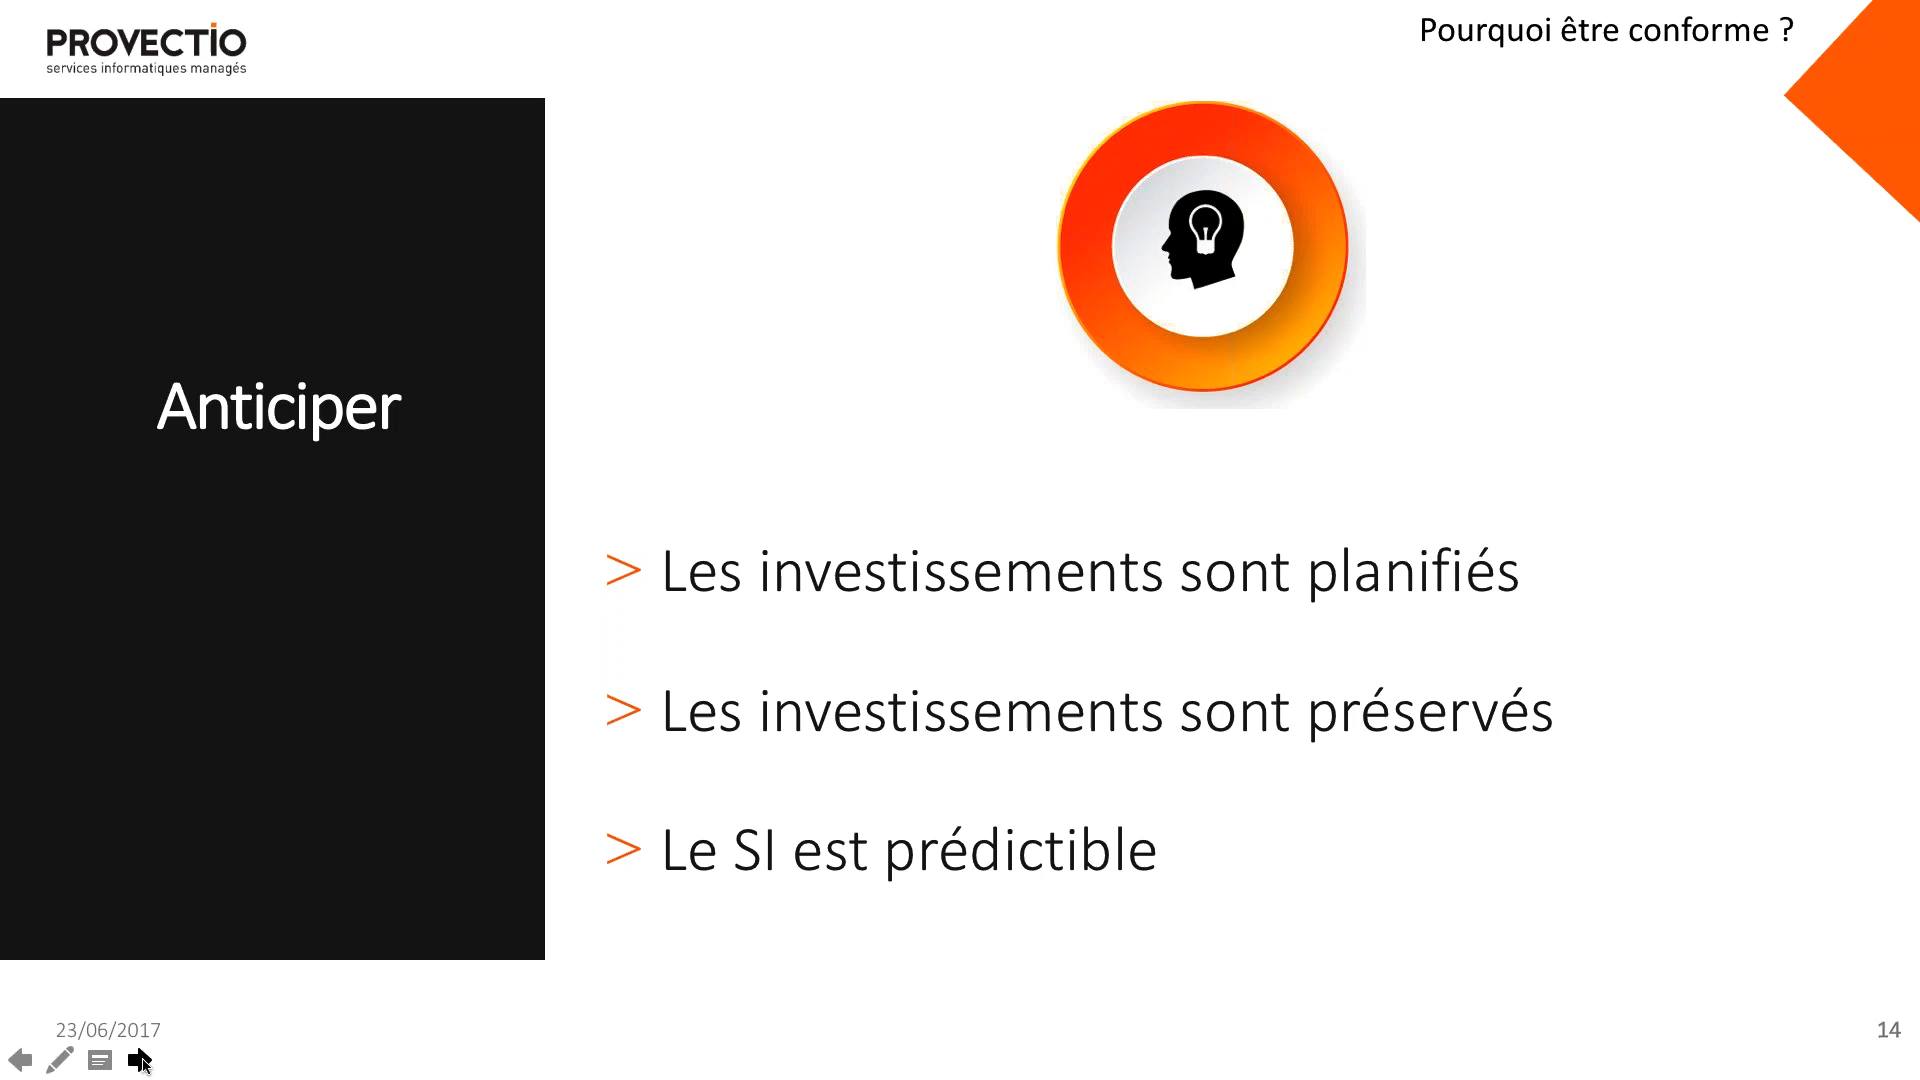 PROVECTIO
services informatiques managés
Pourquoi être conforme ?
Anticiper
> Les investissements sont planifiés
> Les investissements sont préservés
> Le SI est prédictible
23/06/2017
14